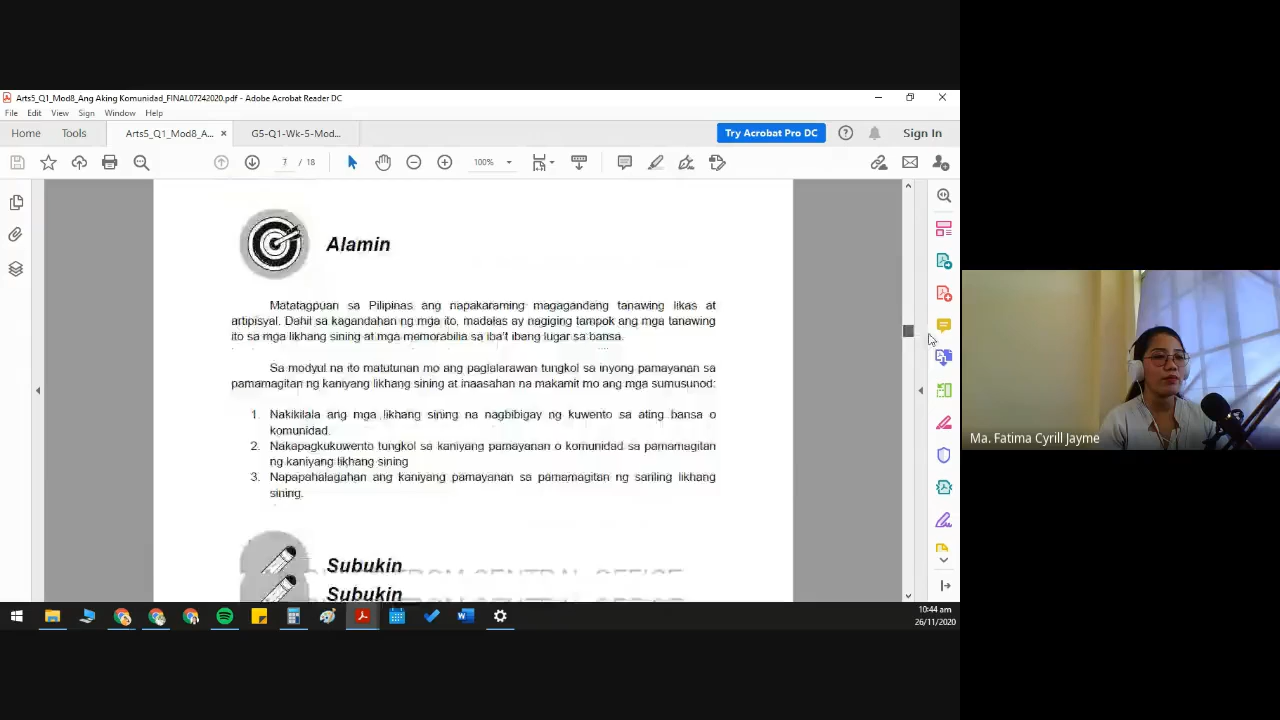 Arts5_Q1_Mod8_Ang Aking Komunidad_FINAL07242020.pdf - Adobe Acrobat Reader DC
File Edit View Sign Window Help
Home Tools Arts5_Q1_Mod8_A... × G5-Q1-Wk-5-Mod... Try Acrobat Pro DC Sign In
7 / 18 100%
Alamin
Matatagpuan sa Pilipinas ang napakaraming magagandang tanawing likas at
artipisyal. Dahil sa kagandahan ng mga ito, madalas ay nagiging tampok ang mga tanawing
ito sa mga likhang sining at mga memorabilia sa iba't ibang lugar sa bansa.
Sa modyul na ito matutunan mo ang paglalarawan tungkol sa inyong pamayanan sa
pamamagitan ng kaniyang likhang sining at inaasahan na makamit mo ang mga sumusunod:
1. Nakikilala ang mga likhang sining na nagbibigay ng kuwento sa ating bansa o
komunidad.
2. Nakapagkukuwento tungkol sa kaniyang pamayanan o komunidad sa pamamagitan
ng kaniyang likhang sining
3. Napapahalagahan ang kaniyang pamayanan sa pamamagitan ng sariling likhang
sining.
Subukin
Subukin
Ma. Fatima Cyrill Jayme
10:44 am
26/11/2020